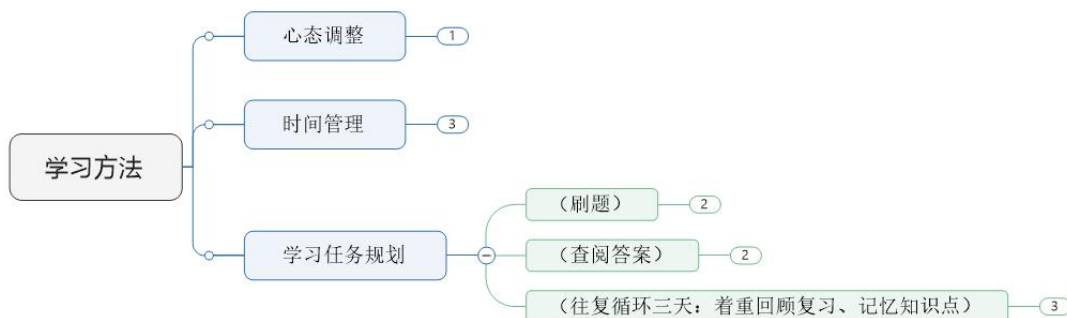 学习方法
心态调整
1
时间管理
3
学习任务规划
（刷题）
2
（查阅答案）
2
（往复循环三天：着重回顾复习、记忆知识点）
3